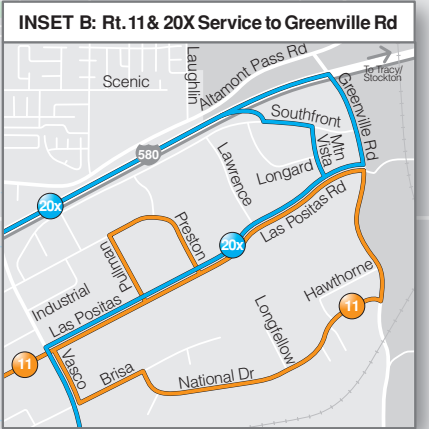 INSET B: Rt. 11 & 20X Service to Greenville Rd
Scenic
Laughlin
Altamont Pass Rd
To Tracy/
Stockton
Greenville Rd
Southfront
580
Mtn
Vista
Lawrence
Longard
20x
Las Positas Rd
Preston
20x
Pullman
Industrial
Las Positas
Hawthorne
11
Longfellow
11
Vasco
Brisa
National Dr